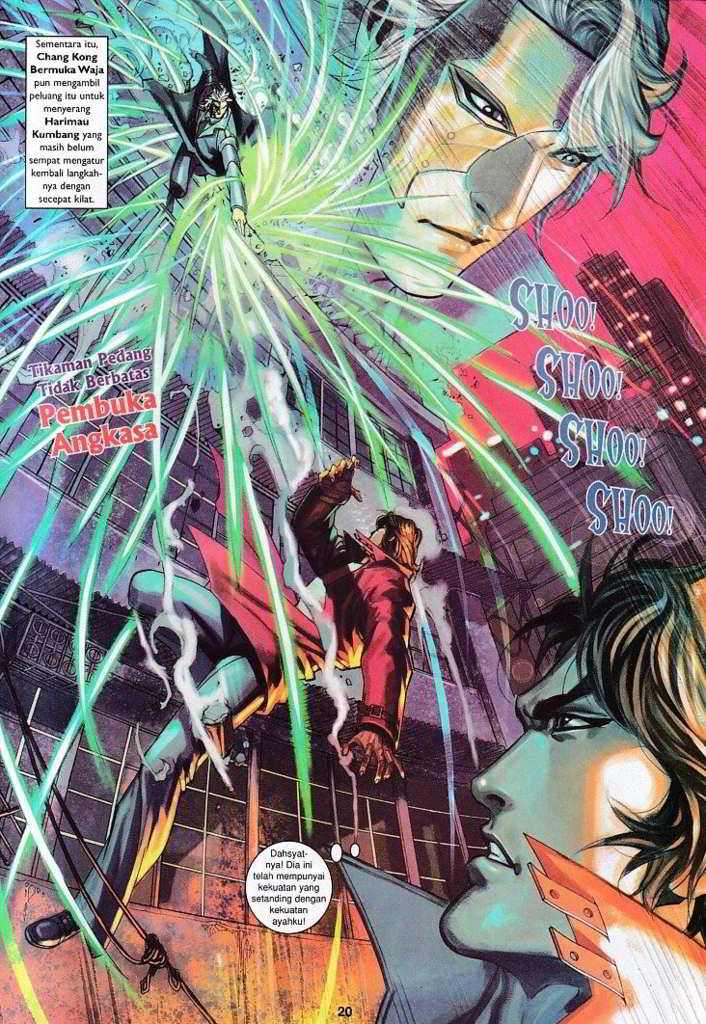 Sementara itu,
Chang Kong
Bermuka Waja
pun mengambil
peluang itu untuk
menyerang
Harimau
Kumbang yang
masih belum
sempat mengatur
kembali langkah-
nya dengan
secepat kilat.
Tikaman Pedang
Tidak Berbatas
Pembuka
Angkasa
SHOO!
SHOO!
SHOO!
SHOO!
Dahsyat-
nya! Dia ini
telah mempunyai
kekuatan yang
setanding dengan
kekuatan
ayahku!
20